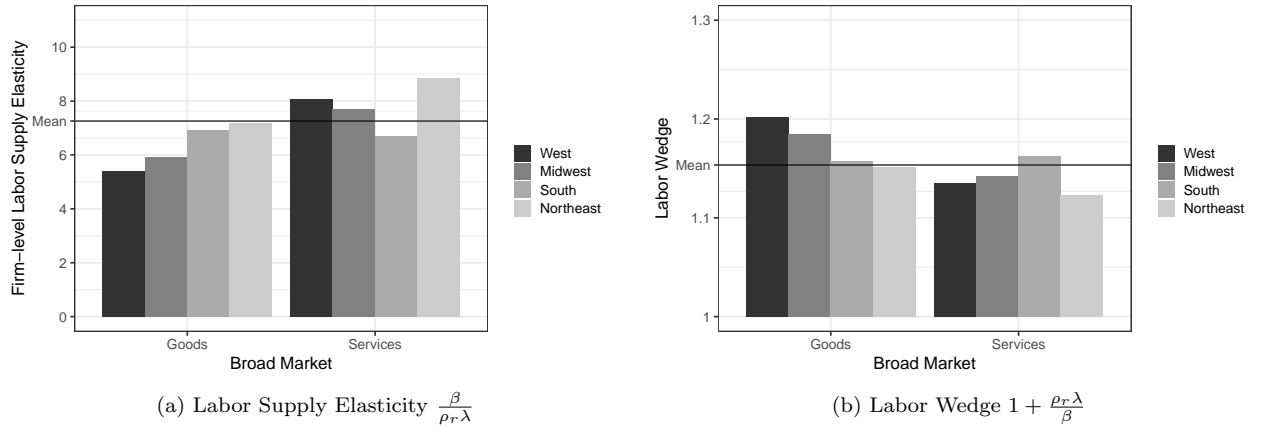 Firm−level Labor Supply Elasticity
10
8
Mean
6
4
2
0
Goods
Services
Broad Market
West
Midwest
South
Northeast
(a) Labor Supply Elasticity β/(ρ_r λ)
Labor Wedge
1.3
1.2
Mean
1.1
1
Goods
Services
Broad Market
West
Midwest
South
Northeast
(b) Labor Wedge 1 + ρ_r λ/β